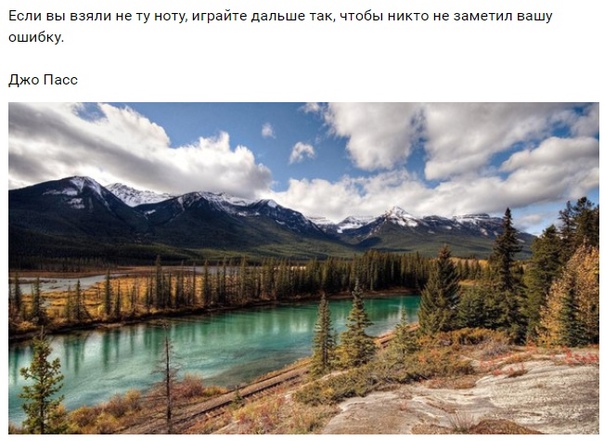 Если вы взяли не ту ноту, играйте дальше так, чтобы никто не заметил вашу
ошибку.
Джо Пасс